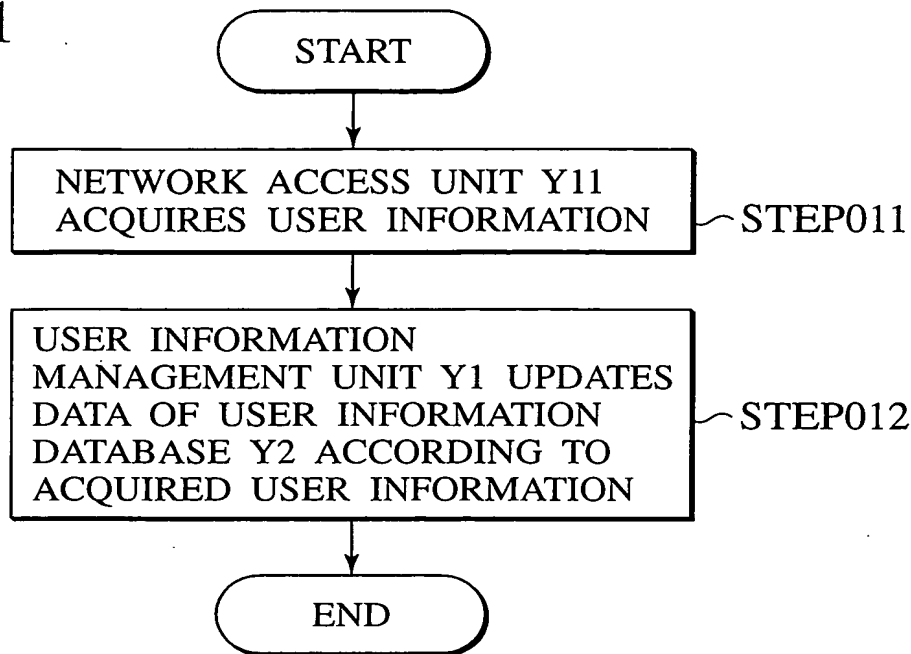 START
NETWORK ACCESS UNIT Y11
ACQUIRES USER INFORMATION
STEP011
USER INFORMATION
MANAGEMENT UNIT Y1 UPDATES
DATA OF USER INFORMATION
DATABASE Y2 ACCORDING TO
ACQUIRED USER INFORMATION
STEP012
END